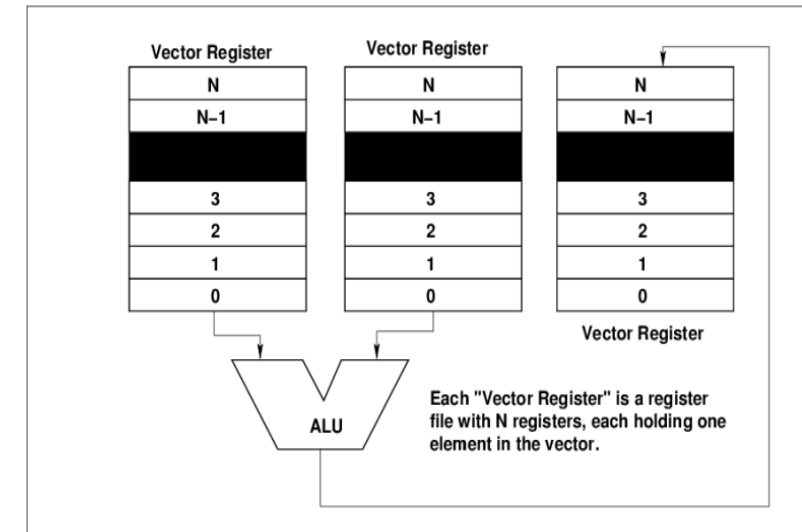 Vector Register
N
N−1
3
2
1
0
Vector Register
N
N−1
3
2
1
0
N
N−1
3
2
1
0
Vector Register
ALU
Each "Vector Register" is a register
file with N registers, each holding one
element in the vector.